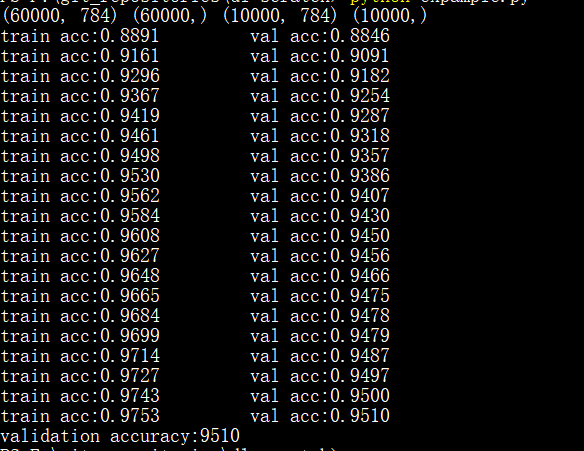 (60000, 784) (60000,) (10000, 784) (10000,)
train acc:0.8891 val acc:0.8846
train acc:0.9161 val acc:0.9091
train acc:0.9296 val acc:0.9182
train acc:0.9367 val acc:0.9254
train acc:0.9419 val acc:0.9287
train acc:0.9461 val acc:0.9318
train acc:0.9498 val acc:0.9357
train acc:0.9530 val acc:0.9386
train acc:0.9562 val acc:0.9407
train acc:0.9584 val acc:0.9430
train acc:0.9608 val acc:0.9450
train acc:0.9627 val acc:0.9456
train acc:0.9648 val acc:0.9466
train acc:0.9665 val acc:0.9475
train acc:0.9684 val acc:0.9478
train acc:0.9699 val acc:0.9479
train acc:0.9714 val acc:0.9487
train acc:0.9727 val acc:0.9497
train acc:0.9743 val acc:0.9500
train acc:0.9753 val acc:0.9510
validation accuracy:9510